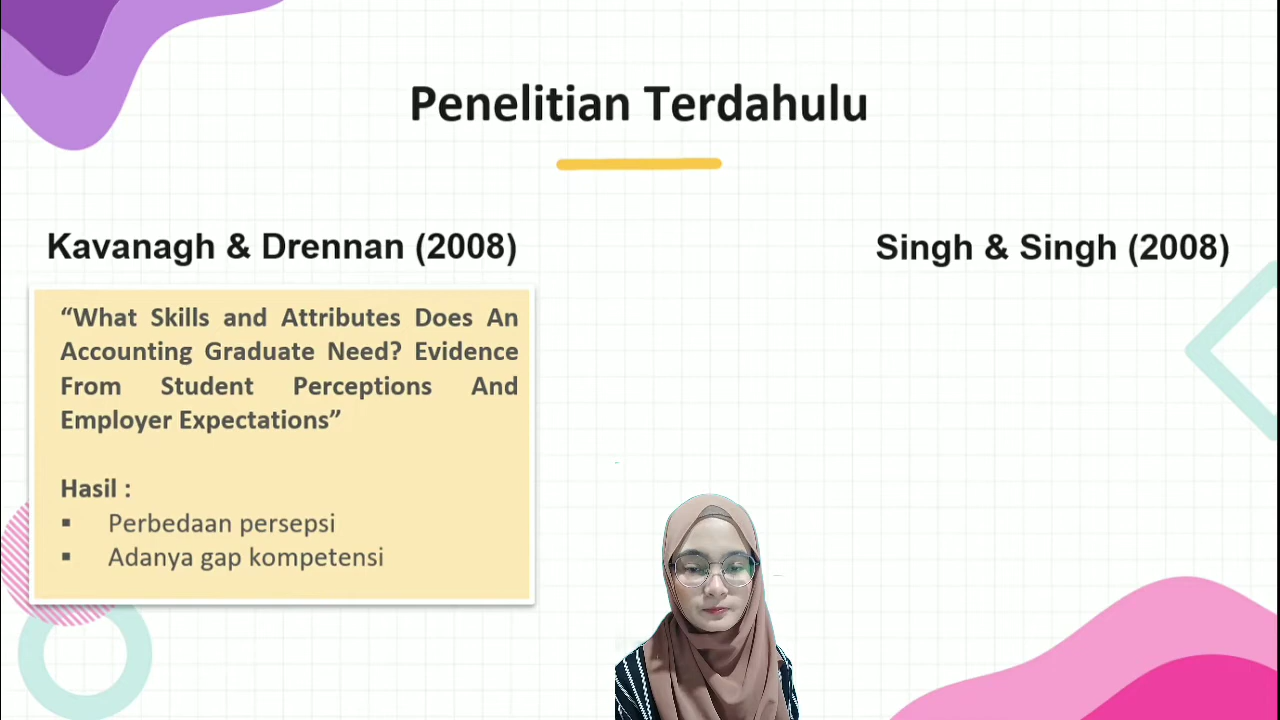 Penelitian Terdahulu
Kavanagh & Drennan (2008)
“What Skills and Attributes Does An
Accounting Graduate Need? Evidence
From Student Perceptions And
Employer Expectations”
Hasil :
▪ Perbedaan persepsi
▪ Adanya gap kompetensi
Singh & Singh (2008)